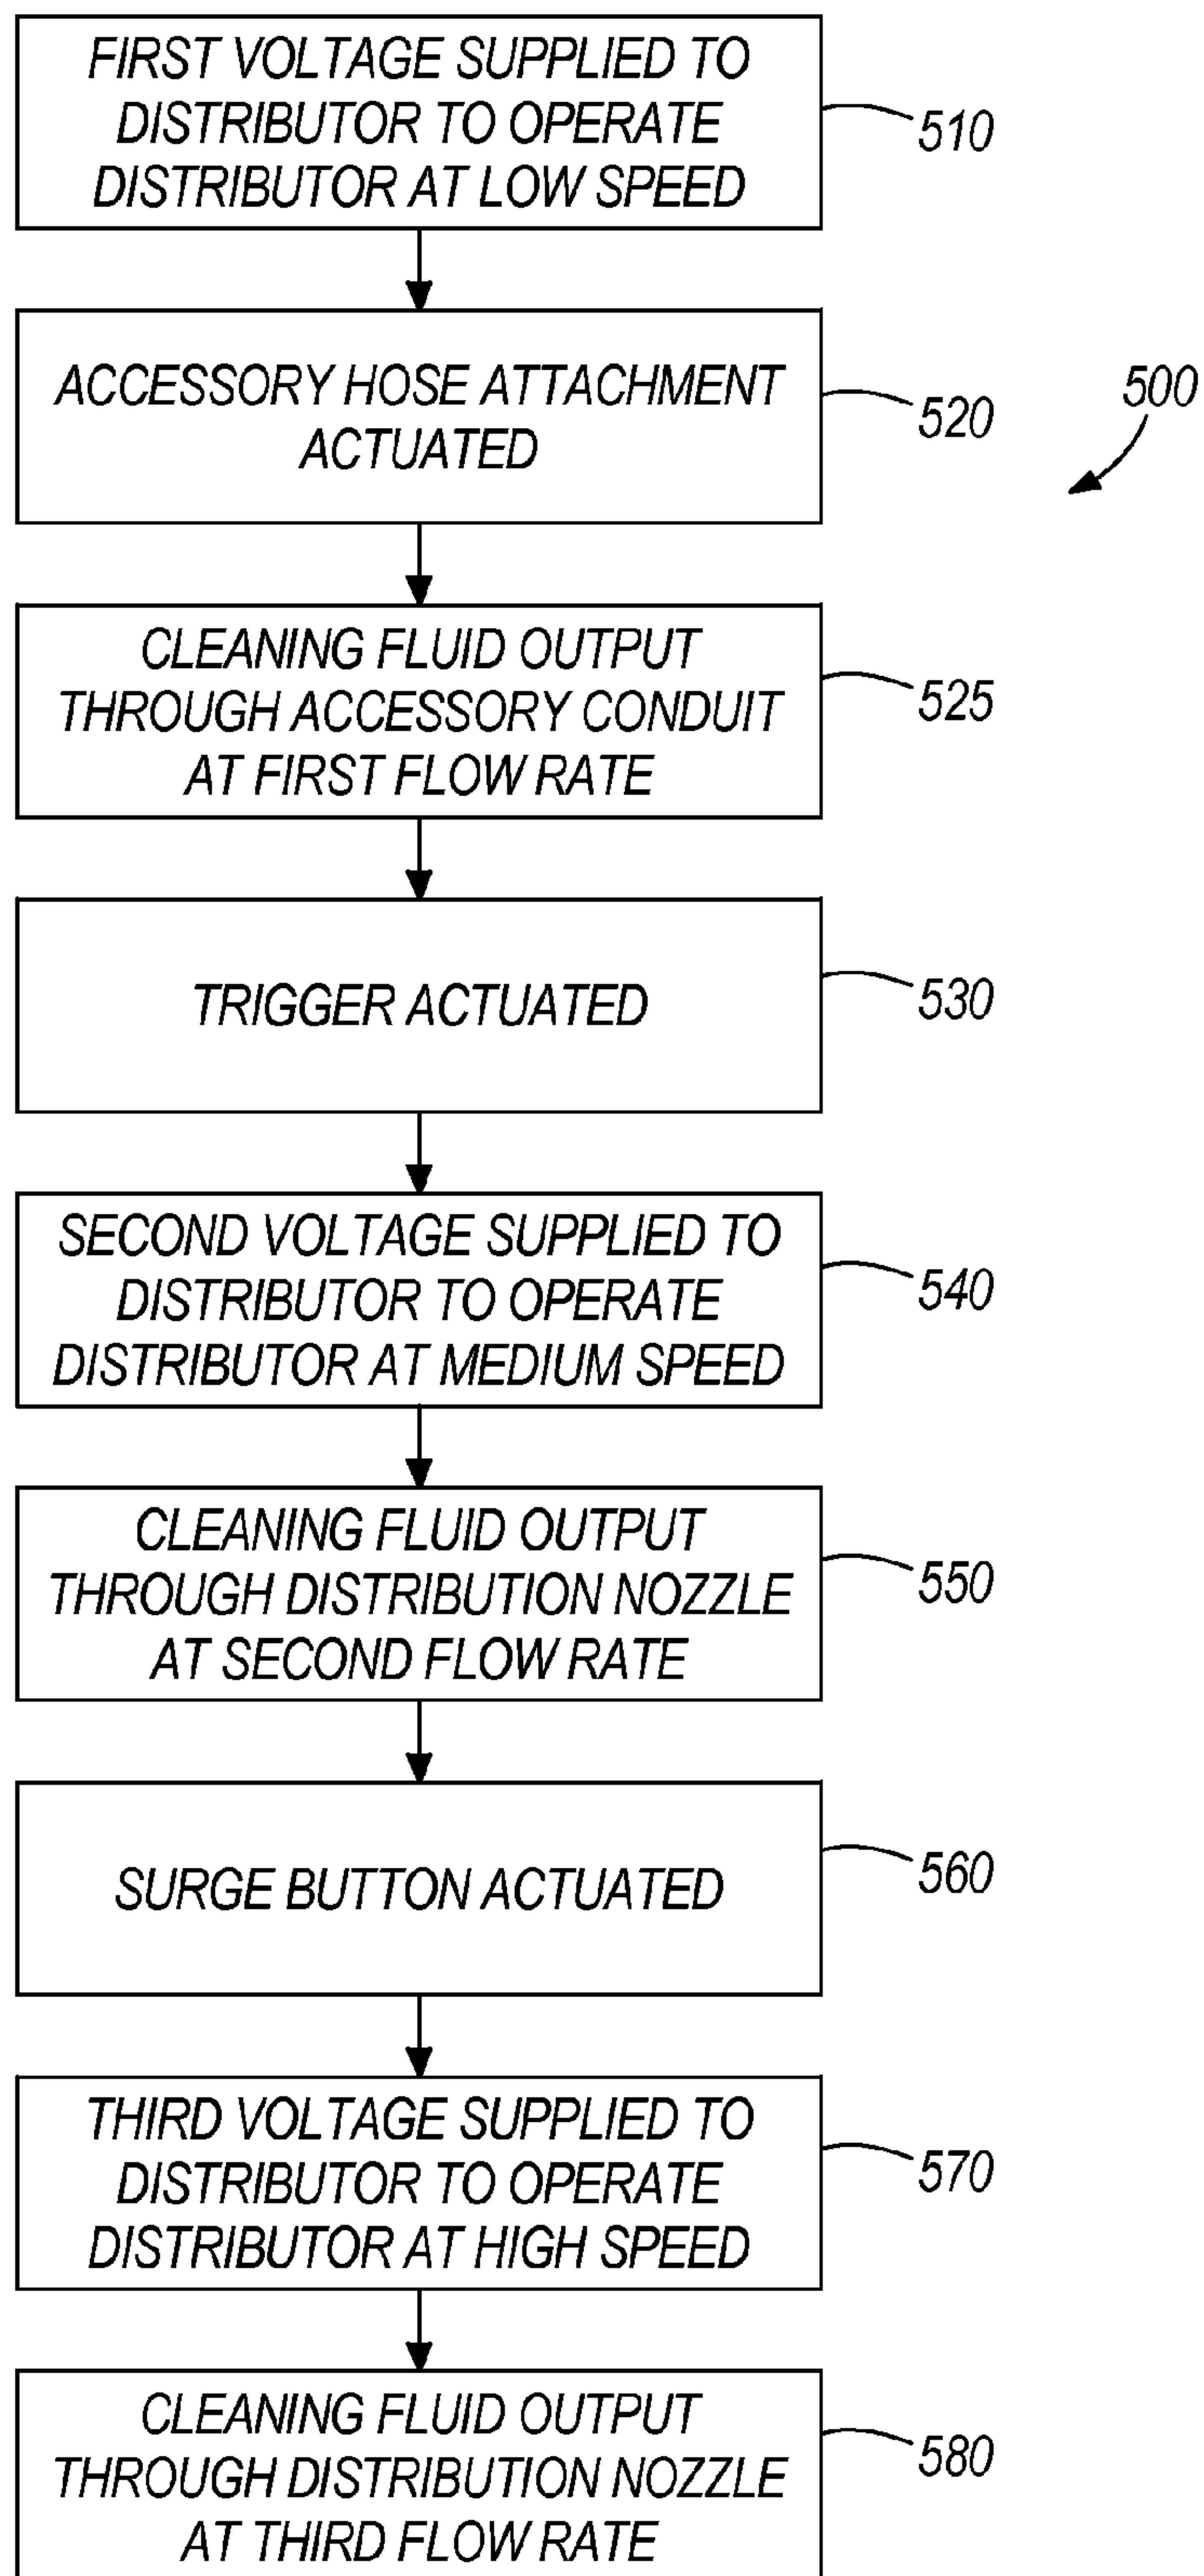 FIRST VOLTAGE SUPPLIED TO
DISTRIBUTOR TO OPERATE
DISTRIBUTOR AT LOW SPEED
510
ACCESSORY HOSE ATTACHMENT
ACTUATED
520
500
CLEANING FLUID OUTPUT
THROUGH ACCESSORY CONDUIT
AT FIRST FLOW RATE
525
TRIGGER ACTUATED
530
SECOND VOLTAGE SUPPLIED TO
DISTRIBUTOR TO OPERATE
DISTRIBUTOR AT MEDIUM SPEED
540
CLEANING FLUID OUTPUT
THROUGH DISTRIBUTION NOZZLE
AT SECOND FLOW RATE
550
SURGE BUTTON ACTUATED
560
THIRD VOLTAGE SUPPLIED TO
DISTRIBUTOR TO OPERATE
DISTRIBUTOR AT HIGH SPEED
570
CLEANING FLUID OUTPUT
THROUGH DISTRIBUTION NOZZLE
AT THIRD FLOW RATE
580